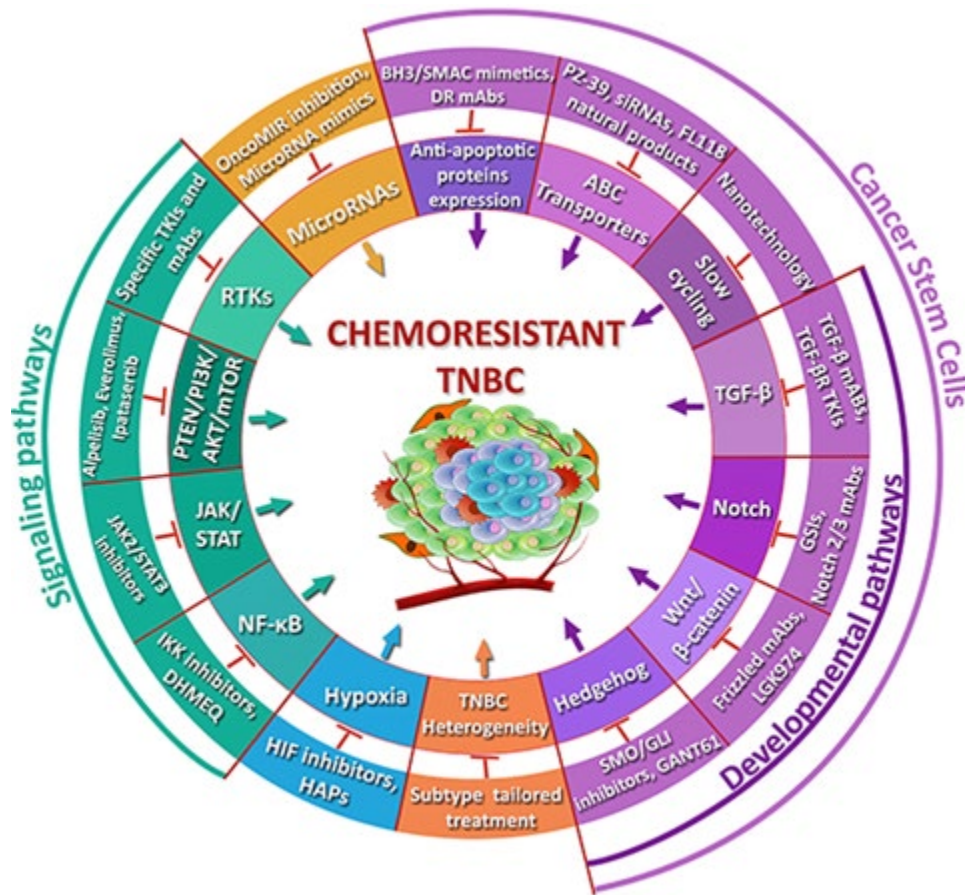 CHEMORESISTANT
TNBC
BH3/SMAC mimetics,
DR mAbs
Anti-apoptotic
proteins
expression
PZ-39, siRNAs, FL118
natural products
ABC
Transporters
Nanotechnology
Slow
cycling
TGF-β mABs,
TGF-βR TKIs
TGF-β
GSIs,
Notch 2/3 mAbs
Notch
Frizzled mAbs,
LGK974
Wnt/
β-catenin
SMO/GLI
inhibitors, GANT61
Hedgehog
Subtype tailored
treatment
TNBC
Heterogeneity
HIF inhibitors,
HAPs
Hypoxia
IKK inhibitors,
DHMEQ
NF-κB
JAK2/STAT3
inhibitors
JAK/
STAT
Alpelisib, Everolimus,
Ipatasertib
PTEN/PI3K/
AKT/mTOR
Specific TKIs and
mAbs
RTKs
OncoMIR inhibition,
MicroRNA mimics
MicroRNAs
Signaling pathways
Cancer Stem Cells
Developmental pathways